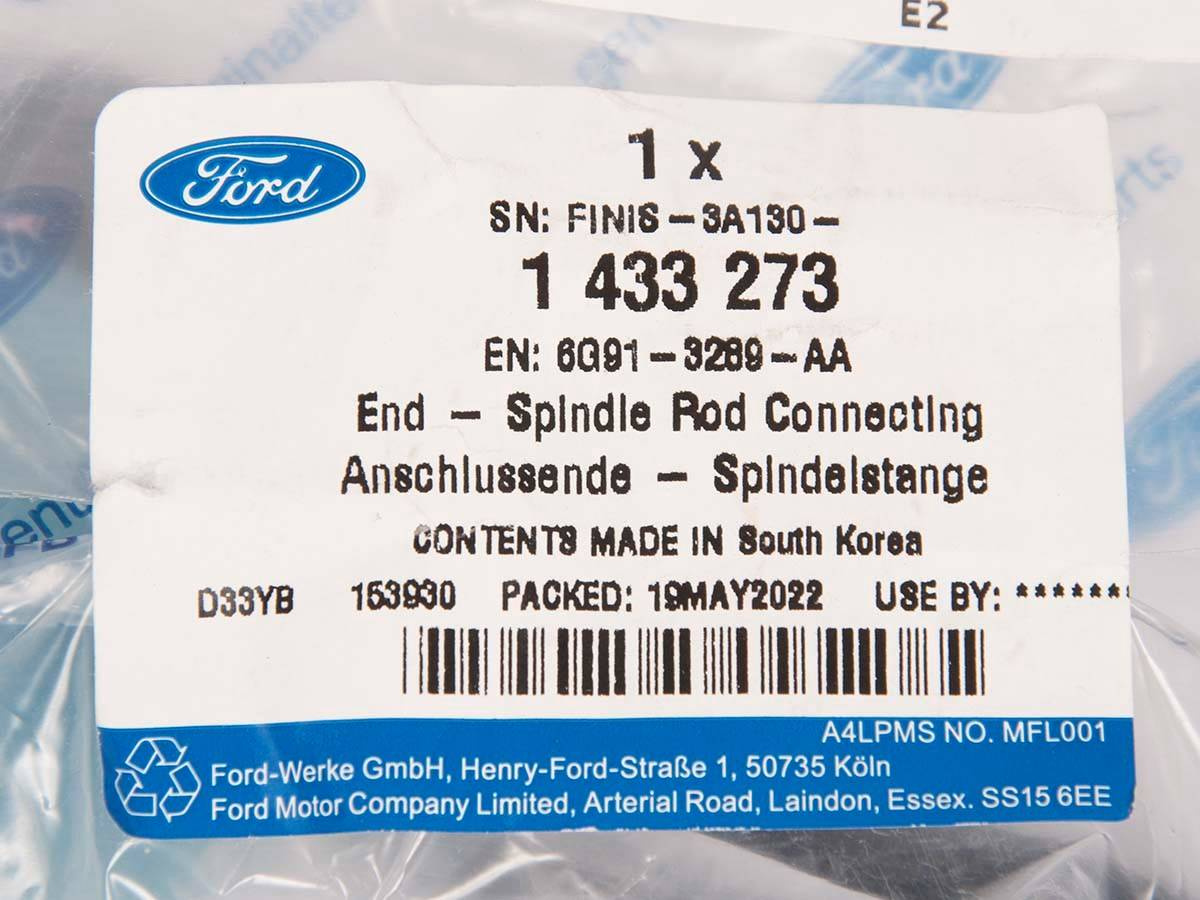 E2
genuine
Ford
Ford
1 x
SN: FINIS-3A130-
1 433 273
EN: 6G91-3289-AA
End - Spindle Rod Connecting
Anschlussende - Spindelstange
CONTENTS MADE IN South Korea
D33YB 153930 PACKED: 19MAY2022 USE BY: *******
A4LPMS NO. MFL001
Ford-Werke GmbH, Henry-Ford-Straße 1, 50735 Köln
Ford Motor Company Limited, Arterial Road, Laindon, Essex. SS15 6EE